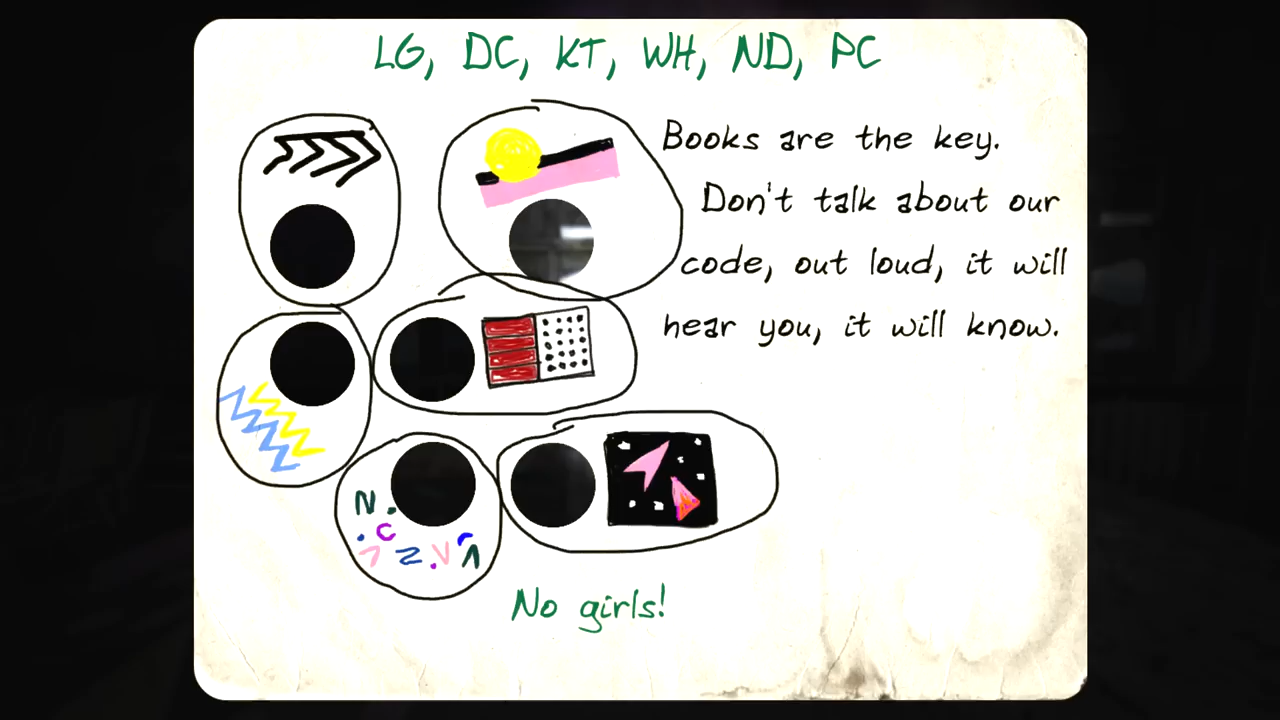 LG, DC, KT, WH, ND, PC
Books are the key.
Don't talk about our
code, out loud, it will
hear you, it will know.
No girls!